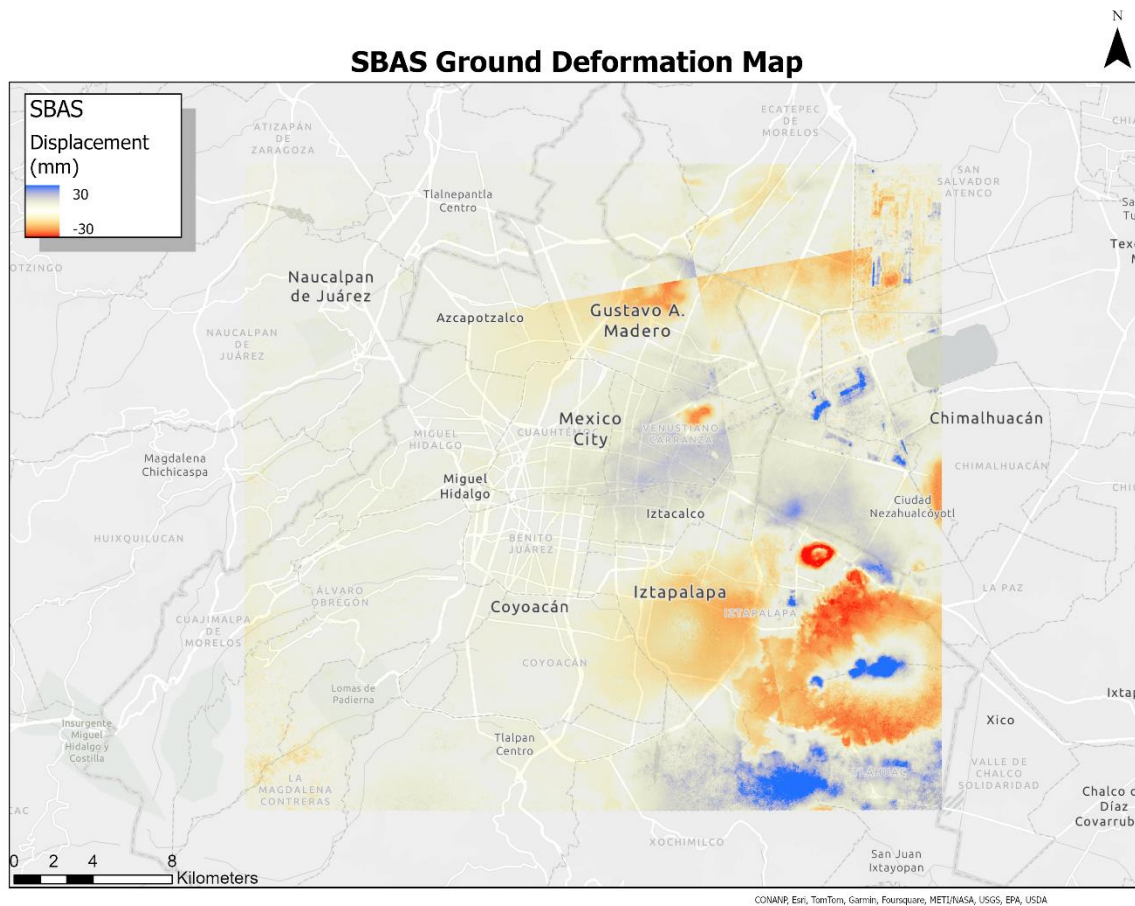 N
SBAS Ground Deformation Map
SBAS
Displacement
(mm)
30
-30
ECATEPEC
DE
MORELOS
ATIZAPÁN
DE
ZARAGOZA
SAN
SALVADOR
ATENCO
Tlalnepantla
Centro
Naucalpan
de Juárez
Azcapotzalco
Gustavo A.
Madero
NAUCALPAN
DE
JUÁREZ
Mexico
City
CUAUHTÉMOC
VENUSTIANO
CARRANZA
MIGUEL
HIDALGO
Chimalhuacán
CHIMALHUACÁN
Magdalena
Chichicaspa
Miguel
Hidalgo
Ciudad
Nezahualcóyotl
Iztacalco
HUIXQUILUCAN
BENITO
JUÁREZ
LA PAZ
ÁLVARO
OBREGÓN
Coyoacán
Iztapalapa
IZTAPALAPA
CUAJIMALPA
DE
MORELOS
COYOACÁN
Lomas de
Padierna
Insurgente
Miguel
Hidalgo y
Costilla
Tlalpan
Centro
Xico
LA
MAGDALENA
CONTRERAS
VALLE DE
CHALCO
SOLIDARIDAD
XOCHIMILCO
San Juan
Ixtayopan
0 2 4 8
Kilometers
CONANP, Esri, TomTom, Garmin, Foursquare, METI/NASA, USGS, EPA, USDA